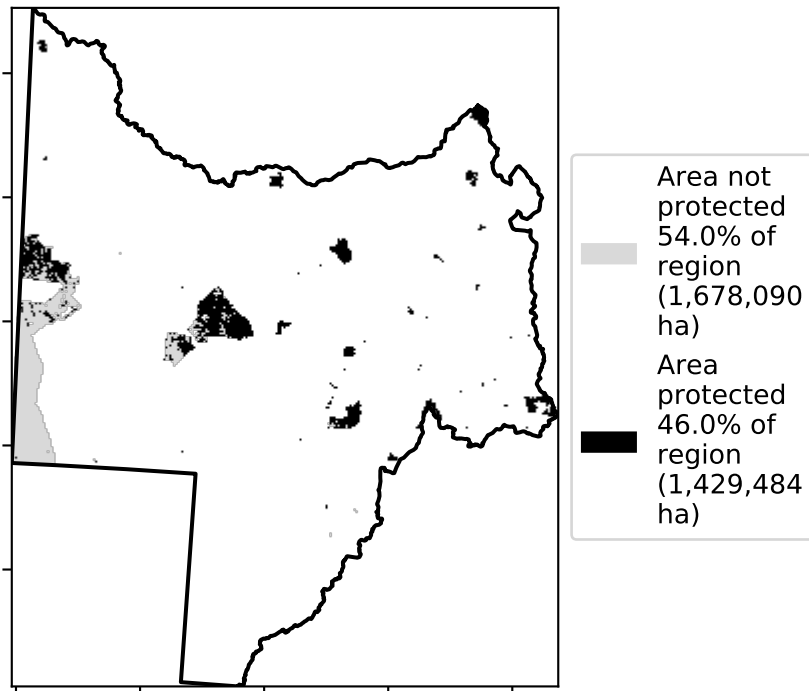 Area not
protected
54.0% of
region
(1,678,090
ha)
Area
protected
46.0% of
region
(1,429,484
ha)